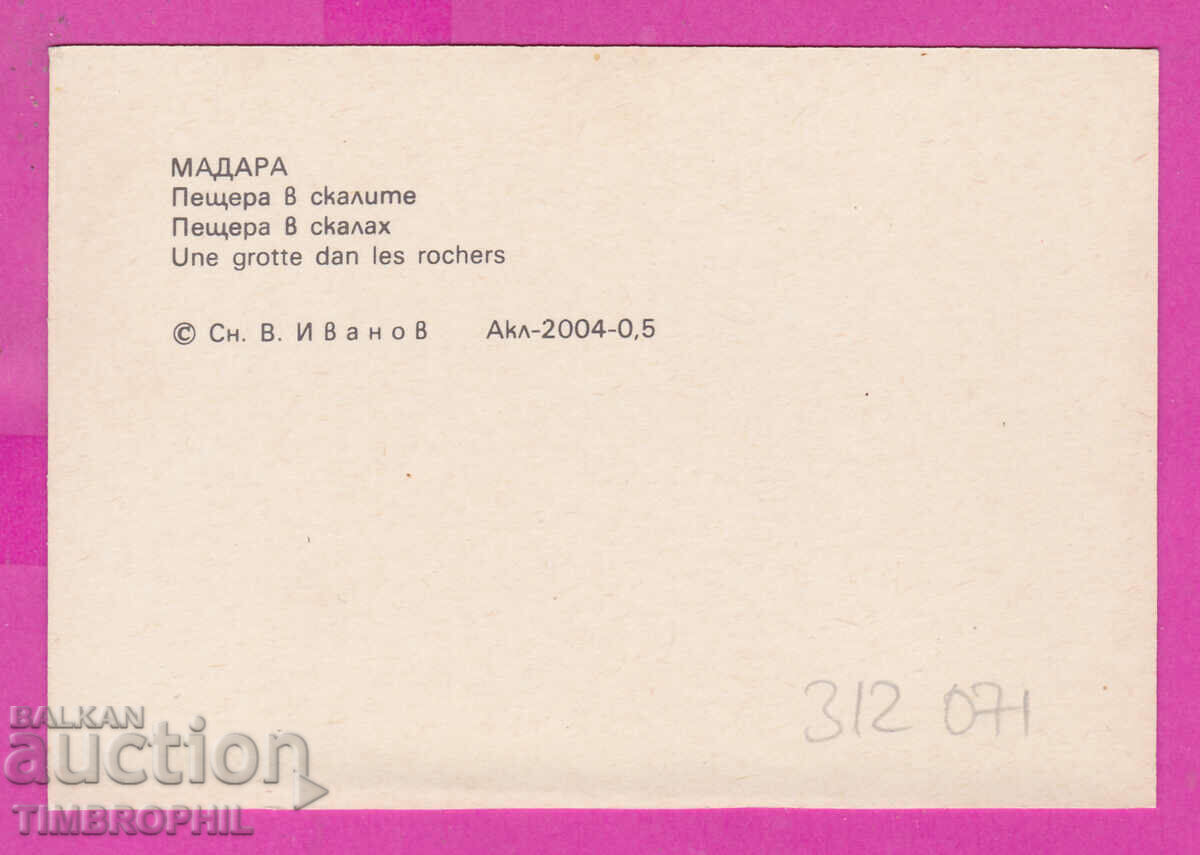 МАДАРА
Пещера в скалите
Пещера в скалах
Une grotte dan les rochers
© Сн. В. Иванов Акл-2004-0,5
312 071
BALKAN
auction
TIMBROPHIL